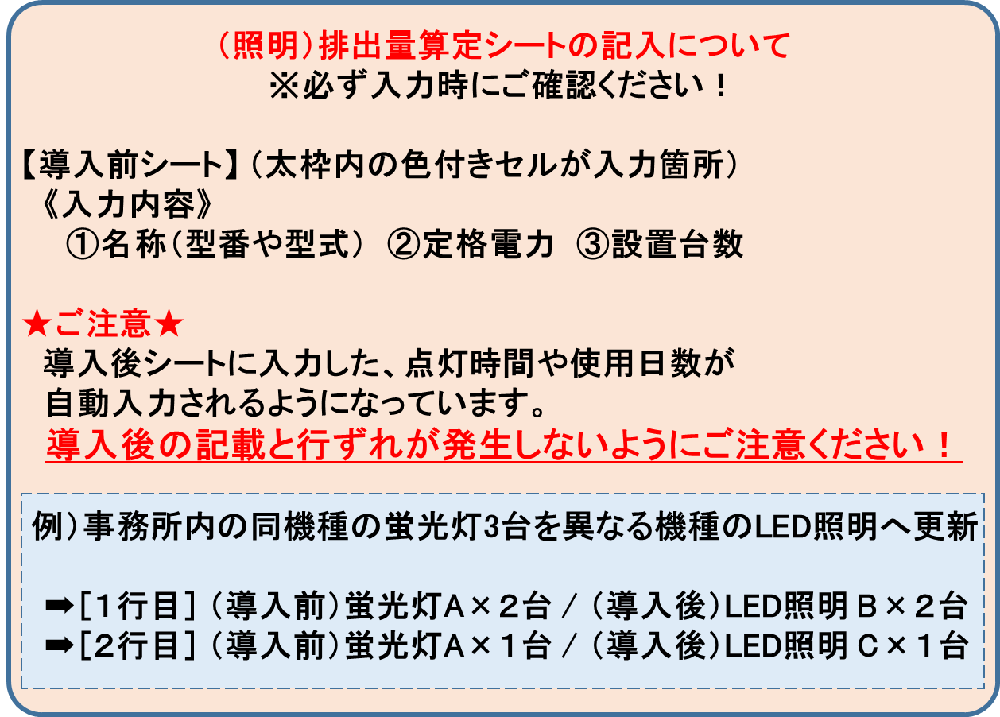 （照明）排出量算定シートの記入について
※必ず入力時にご確認ください！
【導入前シート】（太枠内の色付きセルが入力箇所）
《入力内容》
①名称（型番や型式）　②定格電力　③設置台数
★ご注意★
導入後シートに入力した、点灯時間や使用日数が
自動入力されるようになっています。
導入後の記載と行ずれが発生しないようにご注意ください！
例）事務所内の同機種の蛍光灯3台を異なる機種のLED照明へ更新
➡［１行目］（導入前）蛍光灯A×２台 /（導入後）LED照明 B×２台
➡［２行目］（導入前）蛍光灯A×１台 /（導入後）LED照明 C×１台